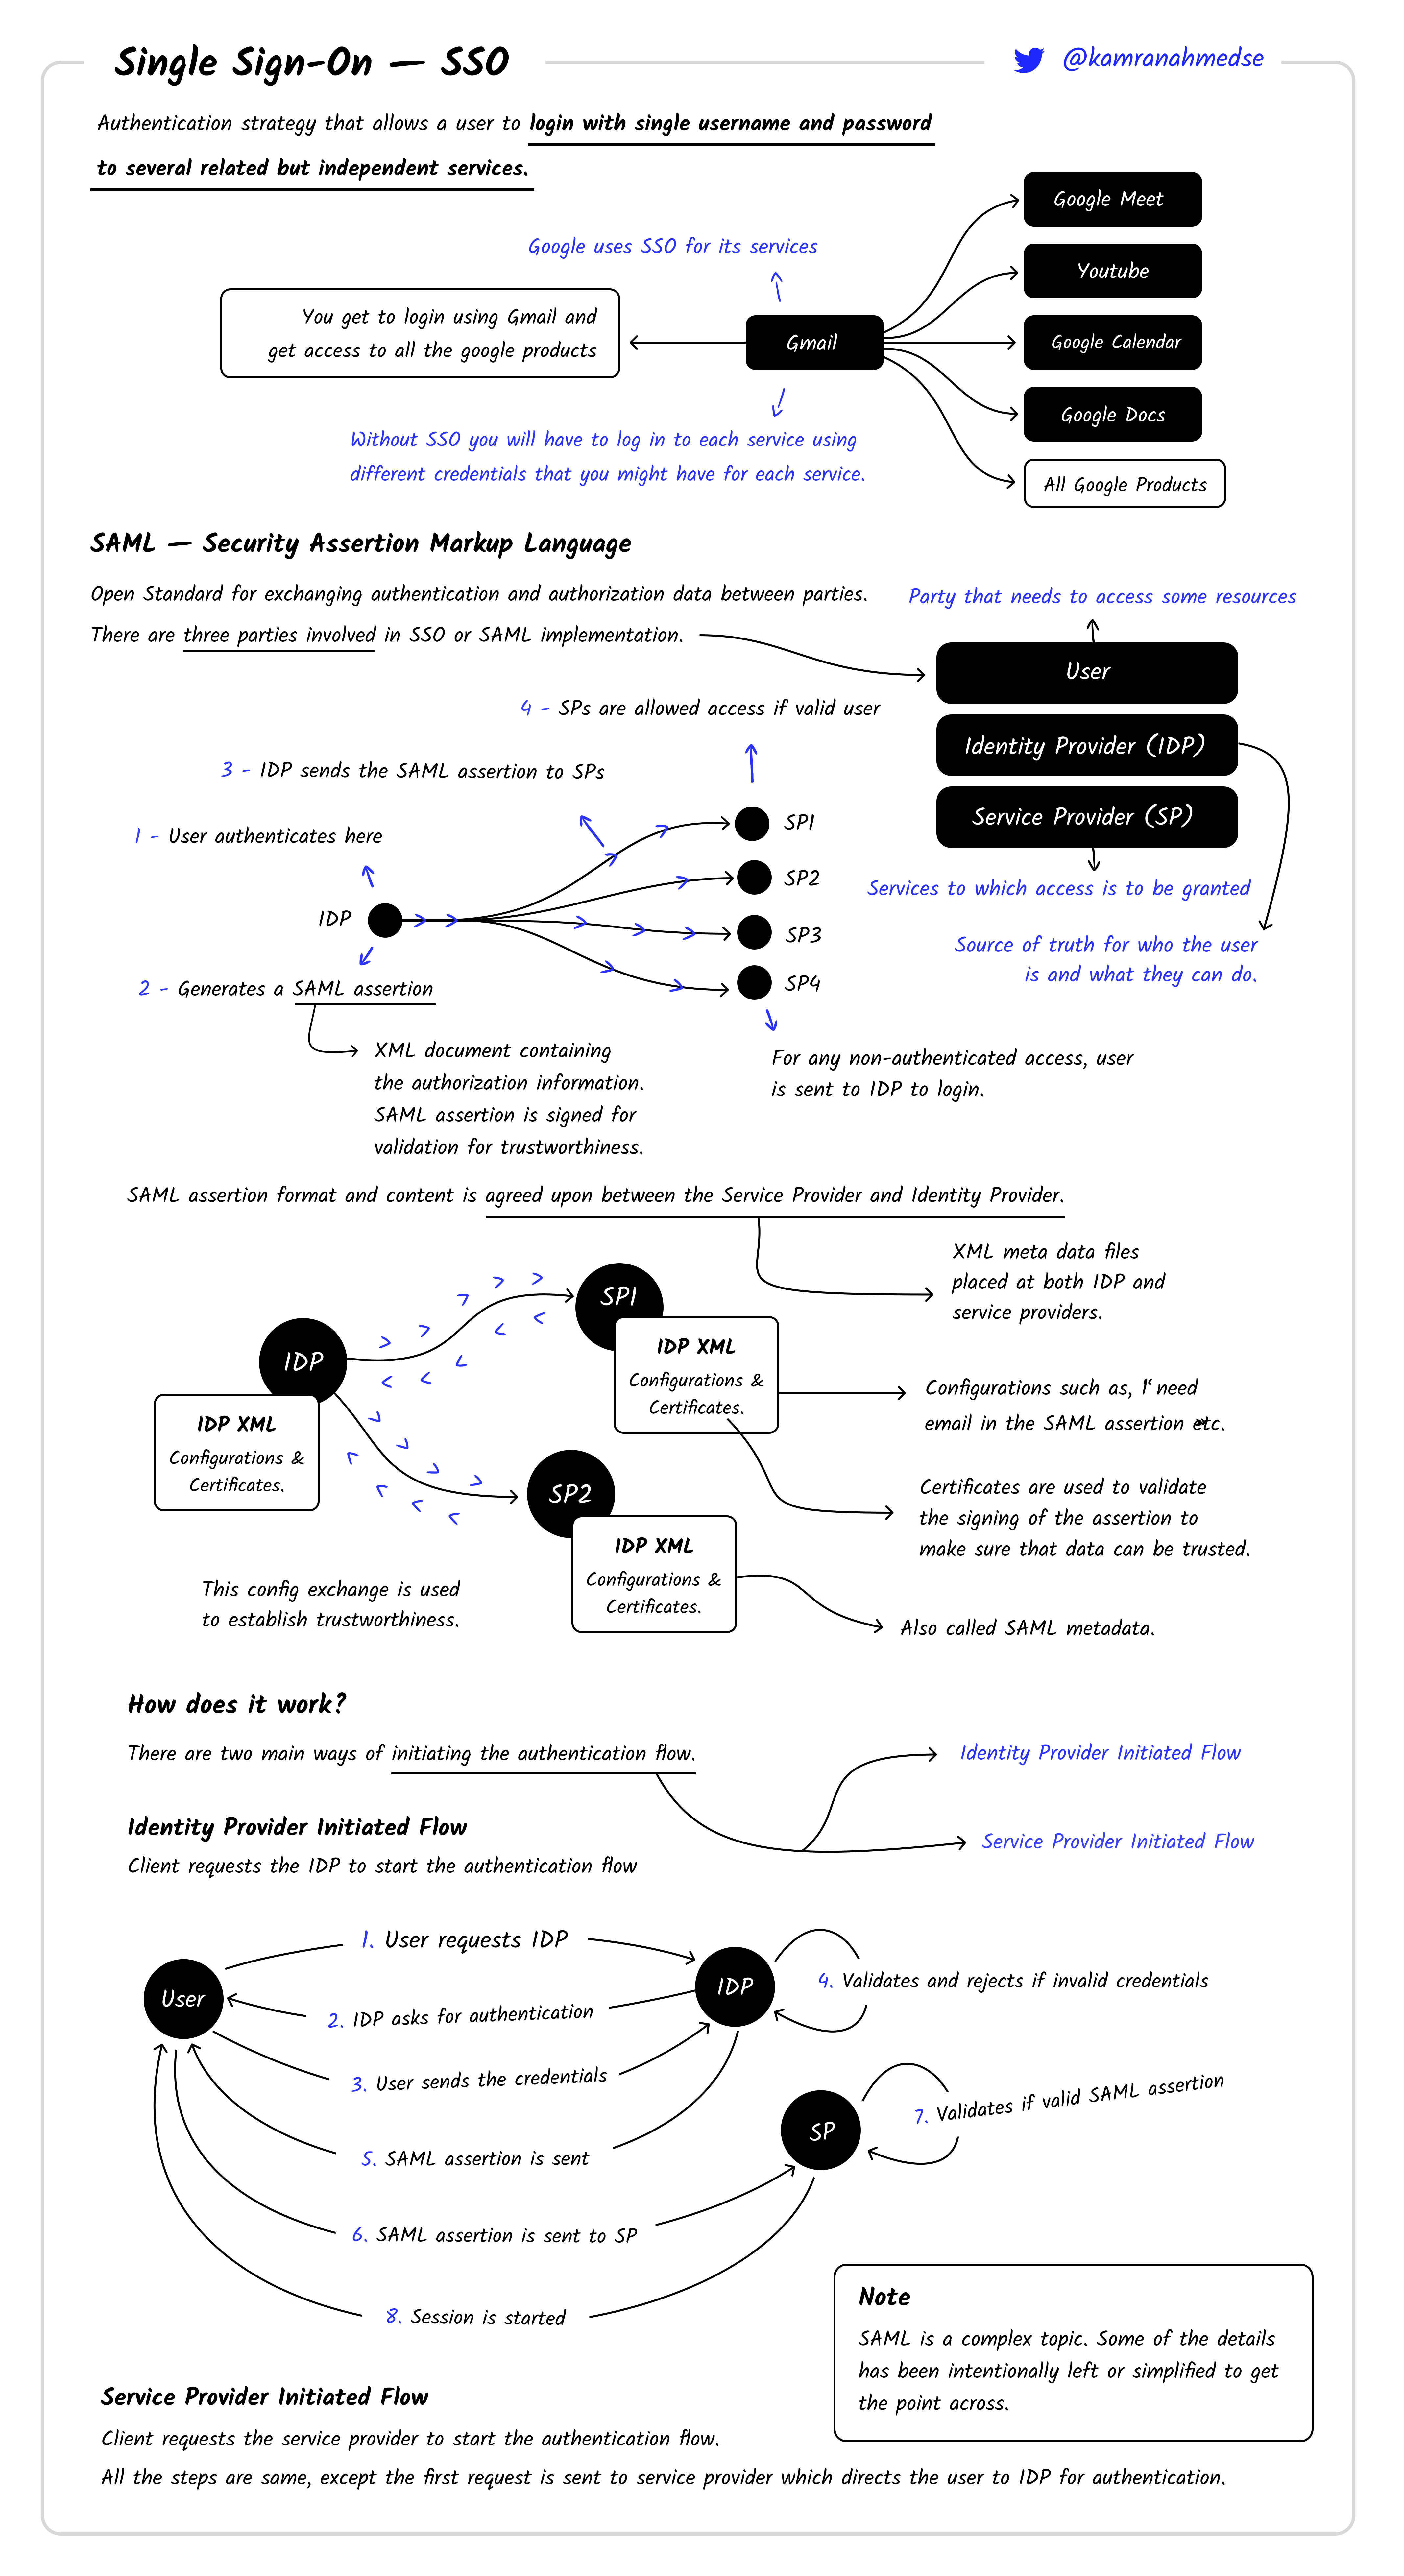 Single Sign-On — SSO
@kamranahmedse
Authentication strategy that allows a user to login with single username and password
to several related but independent services.
Google uses SSO for its services
You get to login using Gmail and
get access to all the google products
Gmail
Google Meet
Youtube
Google Calendar
Google Docs
All Google Products
Without SSO you will have to log in to each service using
different credentials that you might have for each service.
SAML — Security Assertion Markup Language
Open Standard for exchanging authentication and authorization data between parties.
There are three parties involved in SSO or SAML implementation.
Party that needs to access some resources
User
Identity Provider (IDP)
Service Provider (SP)
Services to which access is to be granted
Source of truth for who the user
is and what they can do.
4 - SPs are allowed access if valid user
3 - IDP sends the SAML assertion to SPs
1 - User authenticates here
IDP
SP1
SP2
SP3
SP4
2 - Generates a SAML assertion
XML document containing
the authorization information.
SAML assertion is signed for
validation for trustworthiness.
For any non-authenticated access, user
is sent to IDP to login.
SAML assertion format and content is agreed upon between the Service Provider and Identity Provider.
XML meta data files
placed at both IDP and
service providers.
IDP
IDP XML
Configurations &
Certificates.
SP1
IDP XML
Configurations &
Certificates.
Configurations such as, “I need
email in the SAML assertion” etc.
SP2
IDP XML
Configurations &
Certificates.
Certificates are used to validate
the signing of the assertion to
make sure that data can be trusted.
This config exchange is used
to establish trustworthiness.
Also called SAML metadata.
How does it work?
There are two main ways of initiating the authentication flow.
Identity Provider Initiated Flow
Service Provider Initiated Flow
Identity Provider Initiated Flow
Client requests the IDP to start the authentication flow
User
IDP
SP
1. User requests IDP
2. IDP asks for authentication
3. User sends the credentials
4. Validates and rejects if invalid credentials
5. SAML assertion is sent
6. SAML assertion is sent to SP
7. Validates if valid SAML assertion
8. Session is started
Note
SAML is a complex topic. Some of the details
has been intentionally left or simplified to get
the point across.
Service Provider Initiated Flow
Client requests the service provider to start the authentication flow.
All the steps are same, except the first request is sent to service provider which directs the user to IDP for authentication.